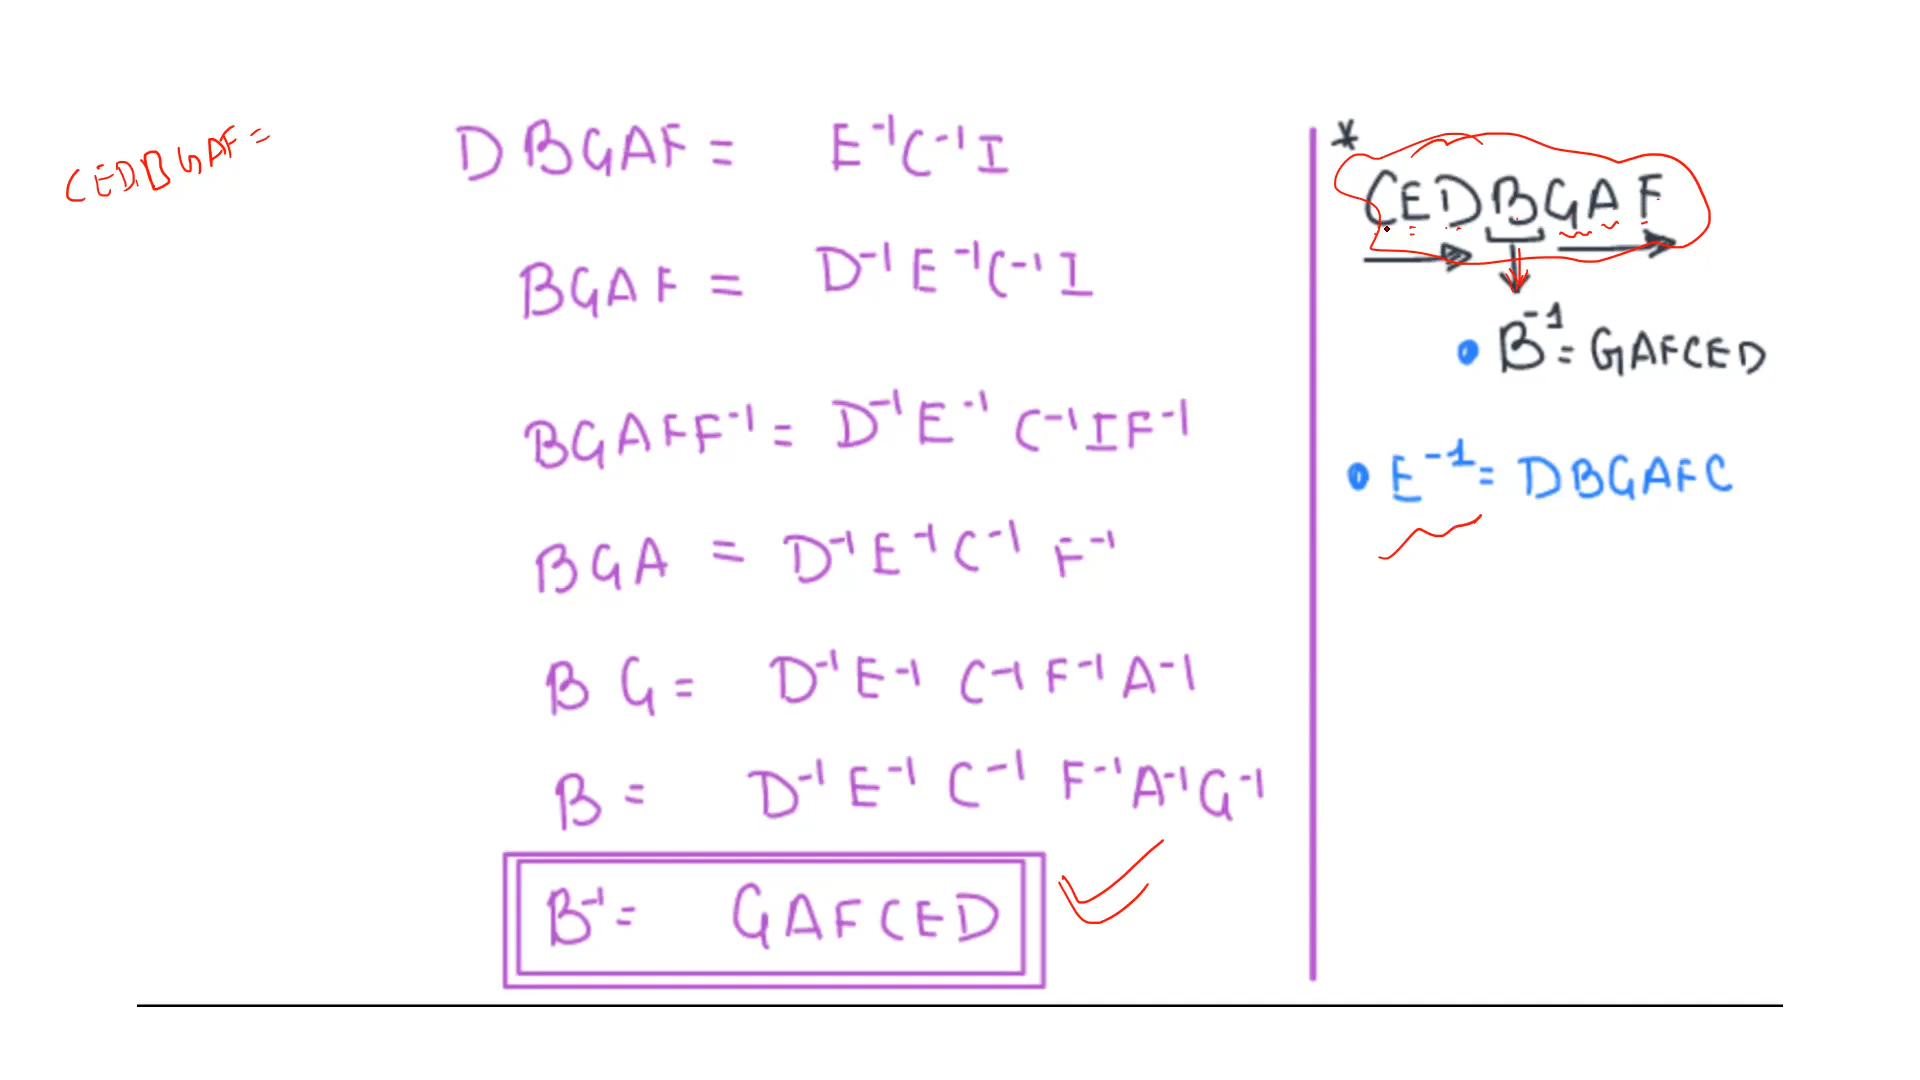 CEDBGAF =
DBGAF = E⁻¹C⁻¹I
BGAF = D⁻¹E⁻¹C⁻¹I
BGAFF⁻¹ = D⁻¹E⁻¹C⁻¹IF⁻¹
BGA = D⁻¹E⁻¹C⁻¹F⁻¹
BG = D⁻¹E⁻¹C⁻¹F⁻¹A⁻¹
B = D⁻¹E⁻¹C⁻¹F⁻¹A⁻¹G⁻¹
B⁻¹ = GAFCED
*
CEDBGAF
• B⁻¹ = GAFCED
• E⁻¹ = DBGAFC